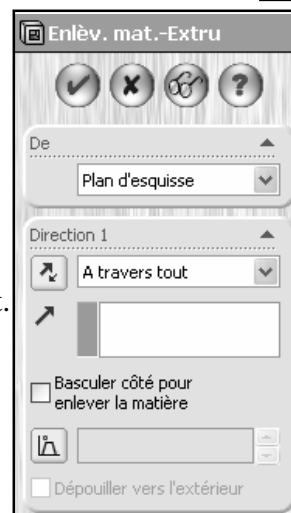 Enlèv. mat.-Extru
?
De
Plan d'esquisse
Direction 1
A travers tout
t.
Basculer côté pour
enlever la matière
Dépouiller vers l'extérieur